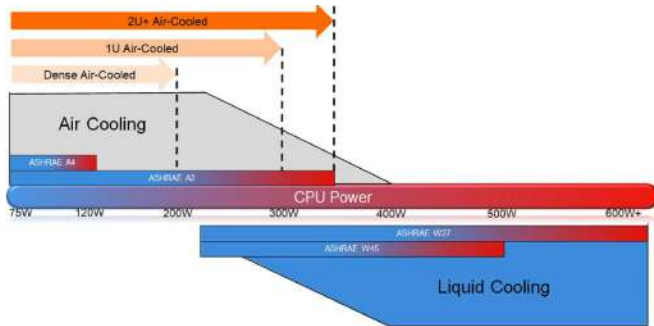 2U+ Air-Cooled
1U Air-Cooled
Dense Air-Cooled
Air Cooling
ASHRAE A4
ASHRAE A2
CPU Power
75W 120W 200W 300W 400W 500W 600W+
ASHRAE W27
ASHRAE W45
Liquid Cooling